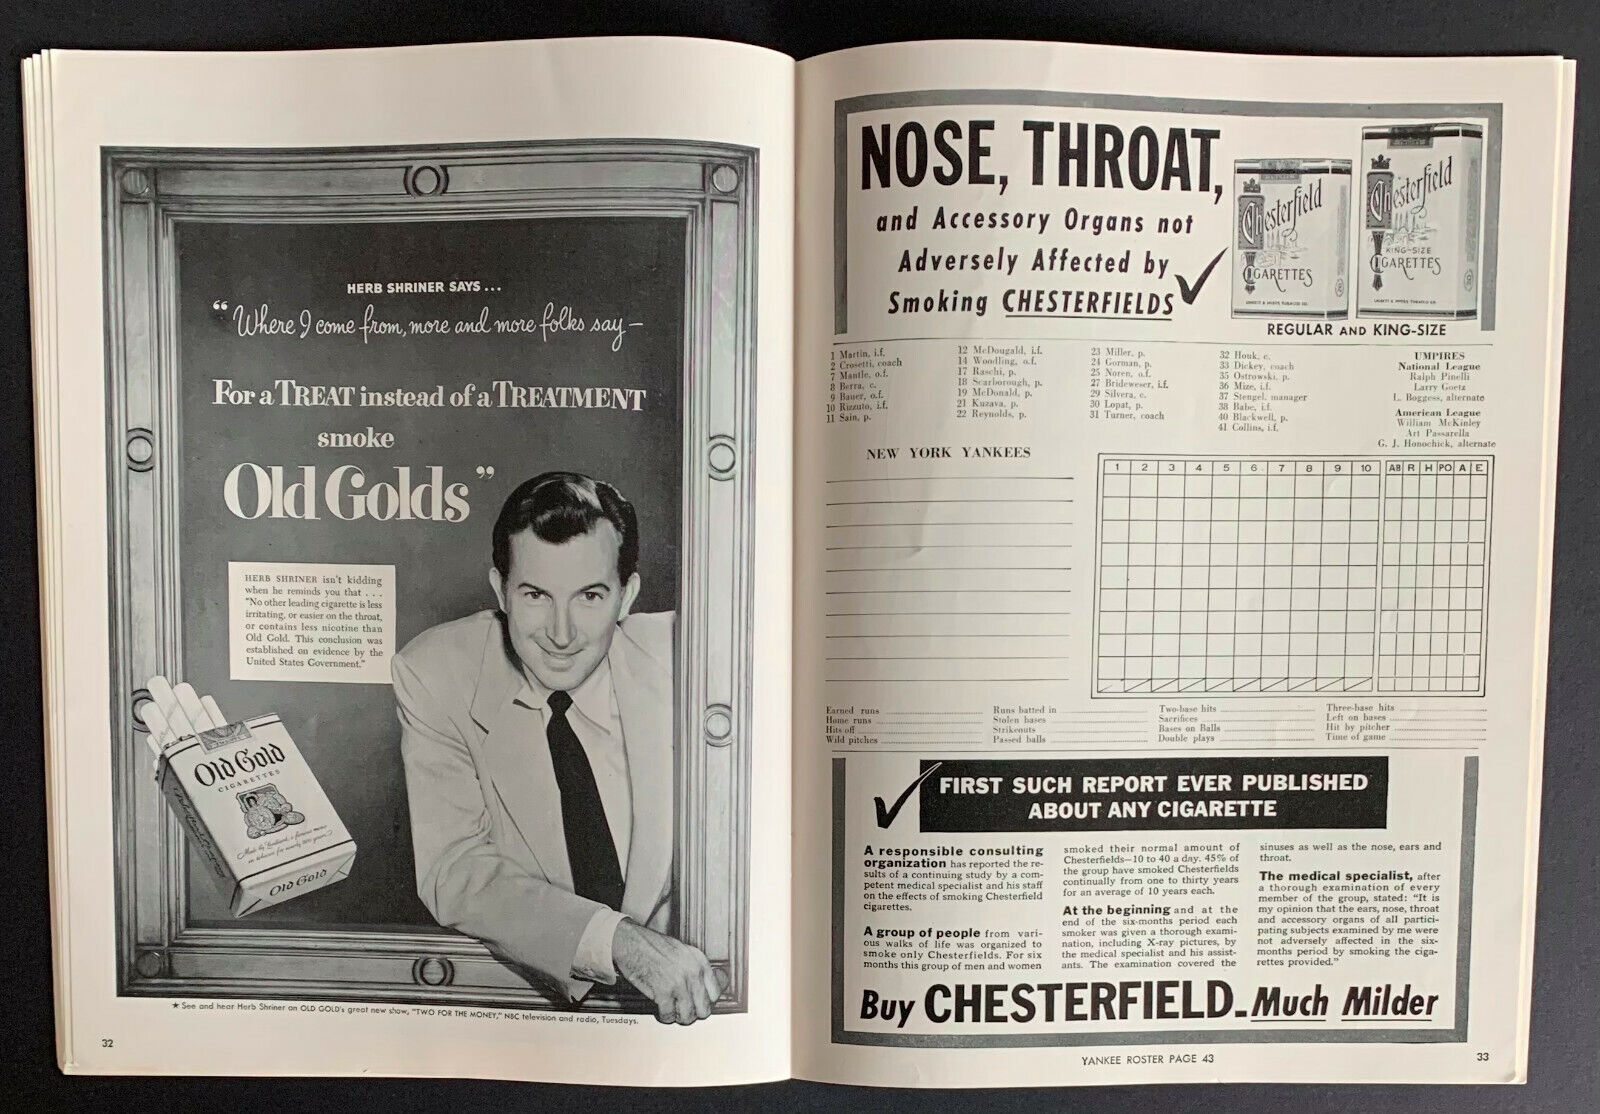 HERB SHRINER SAYS...
"Where I come from, more and more folks say—
For a TREAT instead of a TREATMENT
smoke
Old Golds"
HERB SHRINER isn't kidding
when he reminds you that . . .
"No other leading cigarette is less
irritating, or easier on the throat,
or contains less nicotine than
Old Gold. This conclusion was
established on evidence by the
United States Government."
Old Gold
CIGARETTES
Made by Lorillard, a famous name
in tobacco for nearly 200 years
Old Gold
★ See and hear Herb Shriner on OLD GOLD's great new show, "TWO FOR THE MONEY," NBC television and radio, Tuesdays.
32
NOSE, THROAT,
and Accessory Organs not
Adversely Affected by
Smoking CHESTERFIELDS
Chesterfield
CIGARETTES
LIGGETT & MYERS TOBACCO CO.
Chesterfield
KING-SIZE
CIGARETTES
LIGGETT & MYERS TOBACCO CO.
REGULAR AND KING-SIZE
1 Martin, i.f.
2 Crosetti, coach
7 Mantle, o.f.
8 Berra, c.
9 Bauer, o.f.
10 Rizzuto, i.f.
11 Sain, p.
12 McDougald, i.f.
14 Woodling, o.f.
17 Raschi, p.
18 Scarborough, p.
19 McDonald, p.
21 Kuzava, p.
22 Reynolds, p.
23 Miller, p.
24 Gorman, p.
25 Noren, o.f.
27 Brideweser, i.f.
29 Silvera, c.
30 Lopat, p.
31 Turner, coach
32 Houk, c.
33 Dickey, coach
35 Ostrowski, p.
36 Mize, i.f.
37 Stengel, manager
38 Babe, i.f.
40 Blackwell, p.
41 Collins, i.f.
UMPIRES
National League
Ralph Pinelli
Larry Goetz
L. Boggess, alternate
American League
William McKinley
Art Passarella
G. J. Honochick, alternate
NEW YORK YANKEES
1 2 3 4 5 6 7 8 9 10 AB R H PO A E
Earned runs
Home runs
Hits off
Wild pitches
Runs batted in
Stolen bases
Strikeouts
Passed balls
Two-base hits
Sacrifices
Bases on Balls
Double plays
Three-base hits
Left on bases
Hit by pitcher
Time of game
FIRST SUCH REPORT EVER PUBLISHED
ABOUT ANY CIGARETTE
A responsible consulting
organization has reported the re-
sults of a continuing study by a com-
petent medical specialist and his staff
on the effects of smoking Chesterfield
cigarettes.
A group of people from vari-
ous walks of life was organized to
smoke only Chesterfields. For six
months this group of men and women
smoked their normal amount of
Chesterfields—10 to 40 a day. 45% of
the group have smoked Chesterfields
continually from one to thirty years
for an average of 10 years each.
At the beginning and at the
end of the six-months period each
smoker was given a thorough exami-
nation, including X-ray pictures, by
the medical specialist and his assist-
ants. The examination covered the
sinuses as well as the nose, ears and
throat.
The medical specialist, after
a thorough examination of every
member of the group, stated: "It is
my opinion that the ears, nose, throat
and accessory organs of all partici-
pating subjects examined by me were
not adversely affected in the six-
months period by smoking the ciga-
rettes provided."
Buy CHESTERFIELD-Much Milder
YANKEE ROSTER PAGE 43
33